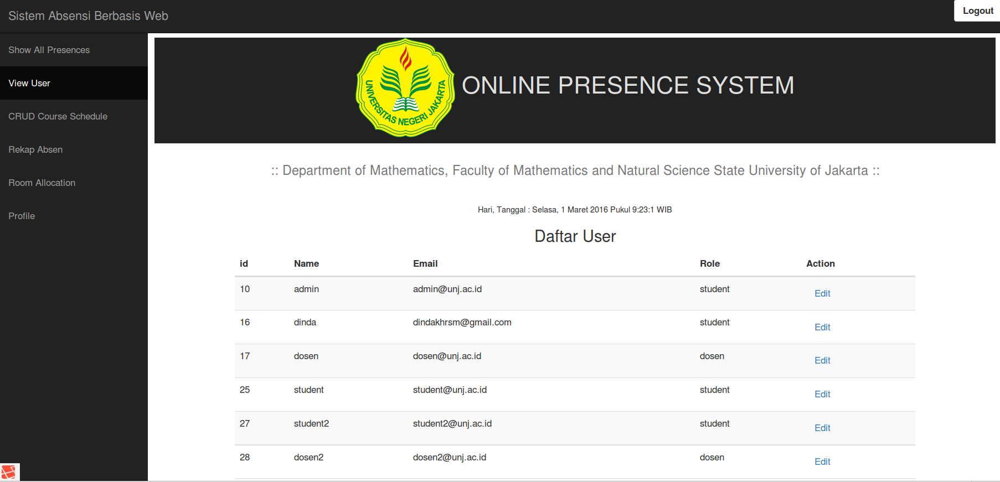 Sistem Absensi Berbasis Web
Logout
Show All Presences
View User
CRUD Course Schedule
Rekap Absen
Room Allocation
Profile
UNIVERSITAS NEGERI JAKARTA
ONLINE PRESENCE SYSTEM
:: Department of Mathematics, Faculty of Mathematics and Natural Science State University of Jakarta ::
Hari, Tanggal : Selasa, 1 Maret 2016 Pukul 9:23:1 WIB
Daftar User
id Name Email Role Action
10 admin admin@unj.ac.id student Edit
16 dinda dindakhrsm@gmail.com student Edit
17 dosen dosen@unj.ac.id dosen Edit
25 student student@unj.ac.id student Edit
27 student2 student2@unj.ac.id student Edit
28 dosen2 dosen2@unj.ac.id dosen Edit